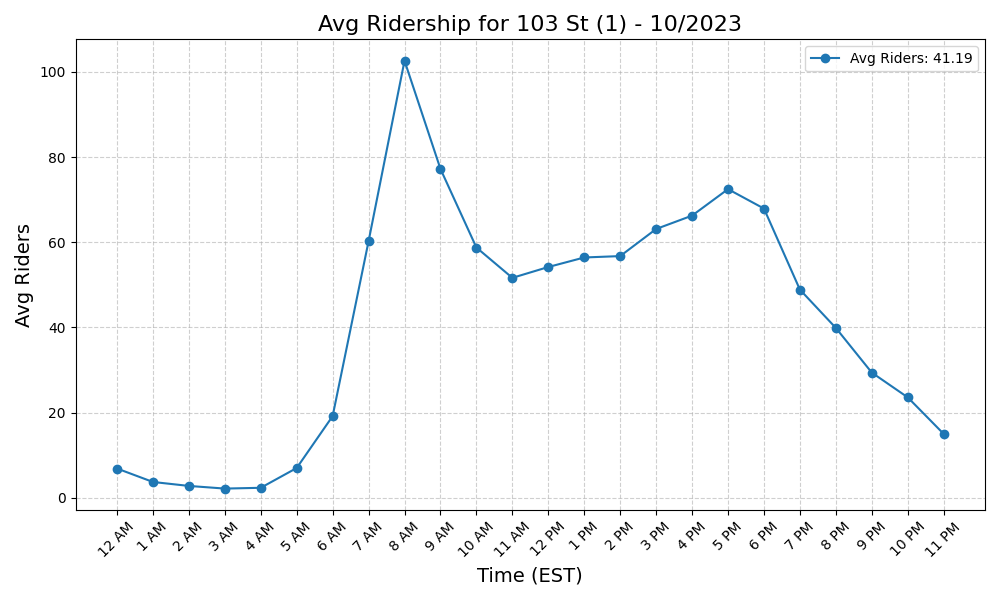 Avg Ridership for 103 St (1) - 10/2023
Avg Riders: 41.19
Avg Riders
100
80
60
40
20
0
12 AM
1 AM
2 AM
3 AM
4 AM
5 AM
6 AM
7 AM
8 AM
9 AM
10 AM
11 AM
12 PM
1 PM
2 PM
3 PM
4 PM
5 PM
6 PM
7 PM
8 PM
9 PM
10 PM
11 PM
Time (EST)